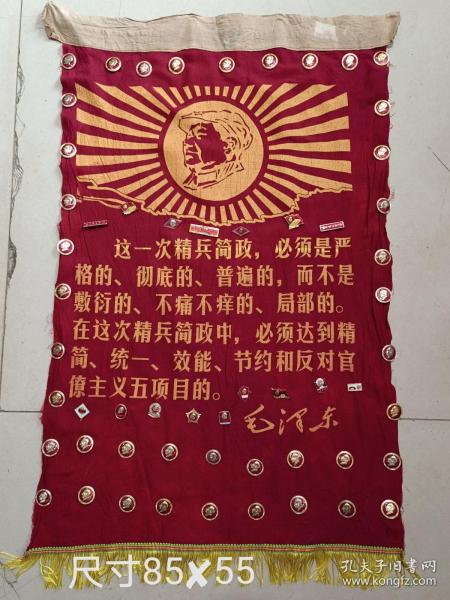 这一次精兵简政，必须是严
格的、彻底的、普遍的，而不是
敷衍的、不痛不痒的、局部的。
在这次精兵简政中，必须达到精
简、统一、效能、节约和反对官
僚主义五项目的。
毛泽东
尺寸85×55
孔夫子旧书网
www.kongfz.com